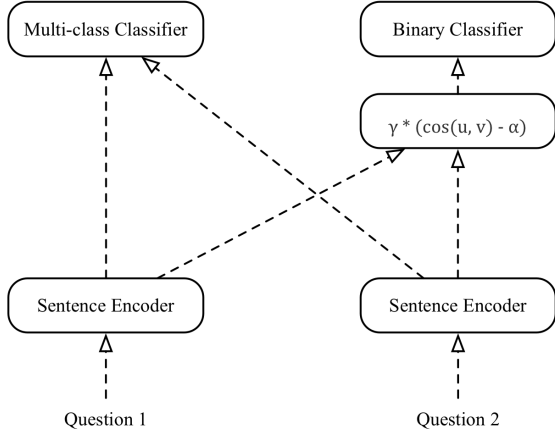 Multi-class Classifier
Binary Classifier
γ * (cos(u, v) - α)
Sentence Encoder
Sentence Encoder
Question 1
Question 2